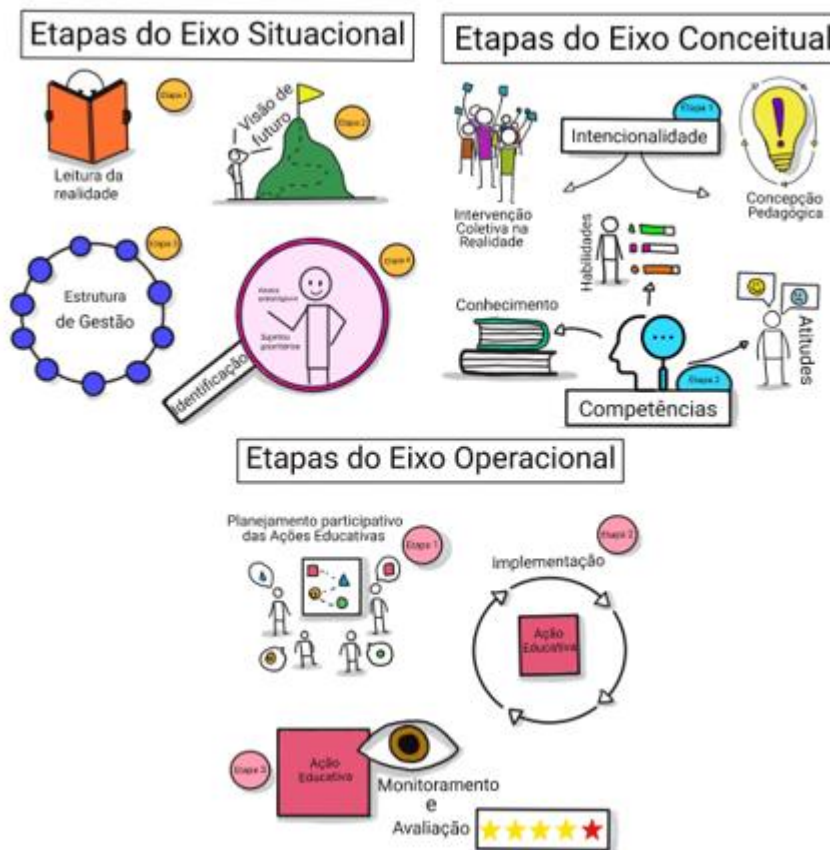 Etapas do Eixo Situacional
Etapa 1
Leitura da
realidade
Visão de
futuro
Etapa 2
Etapa 3
Estrutura
de Gestão
Etapa 4
Identificação
Etapas do Eixo Conceitual
Etapa 1
Intencionalidade
Intervenção
Coletiva na
Realidade
Concepção
Pedagógica
Habilidades
Conhecimento
Atitudes
Etapa 2
Competências
Etapas do Eixo Operacional
Planejamento participativo
das Ações Educativas
Etapa 1
Etapa 2
Implementação
Ação
Educativa
Etapa 3
Ação
Educativa
Monitoramento
e
Avaliação